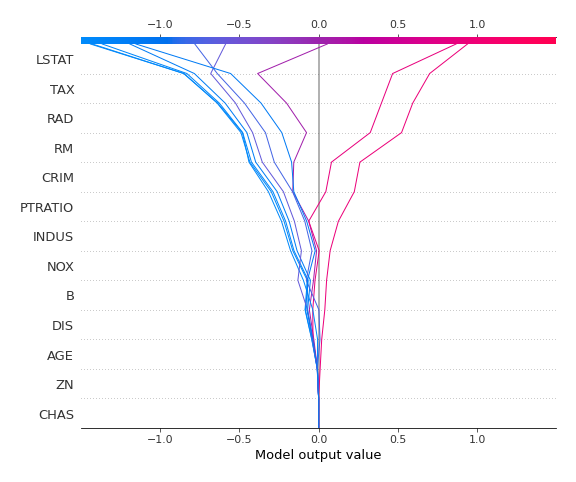 −1.0 −0.5 0.0 0.5 1.0
LSTAT
TAX
RAD
RM
CRIM
PTRATIO
INDUS
NOX
B
DIS
AGE
ZN
CHAS
−1.0 −0.5 0.0 0.5 1.0
Model output value